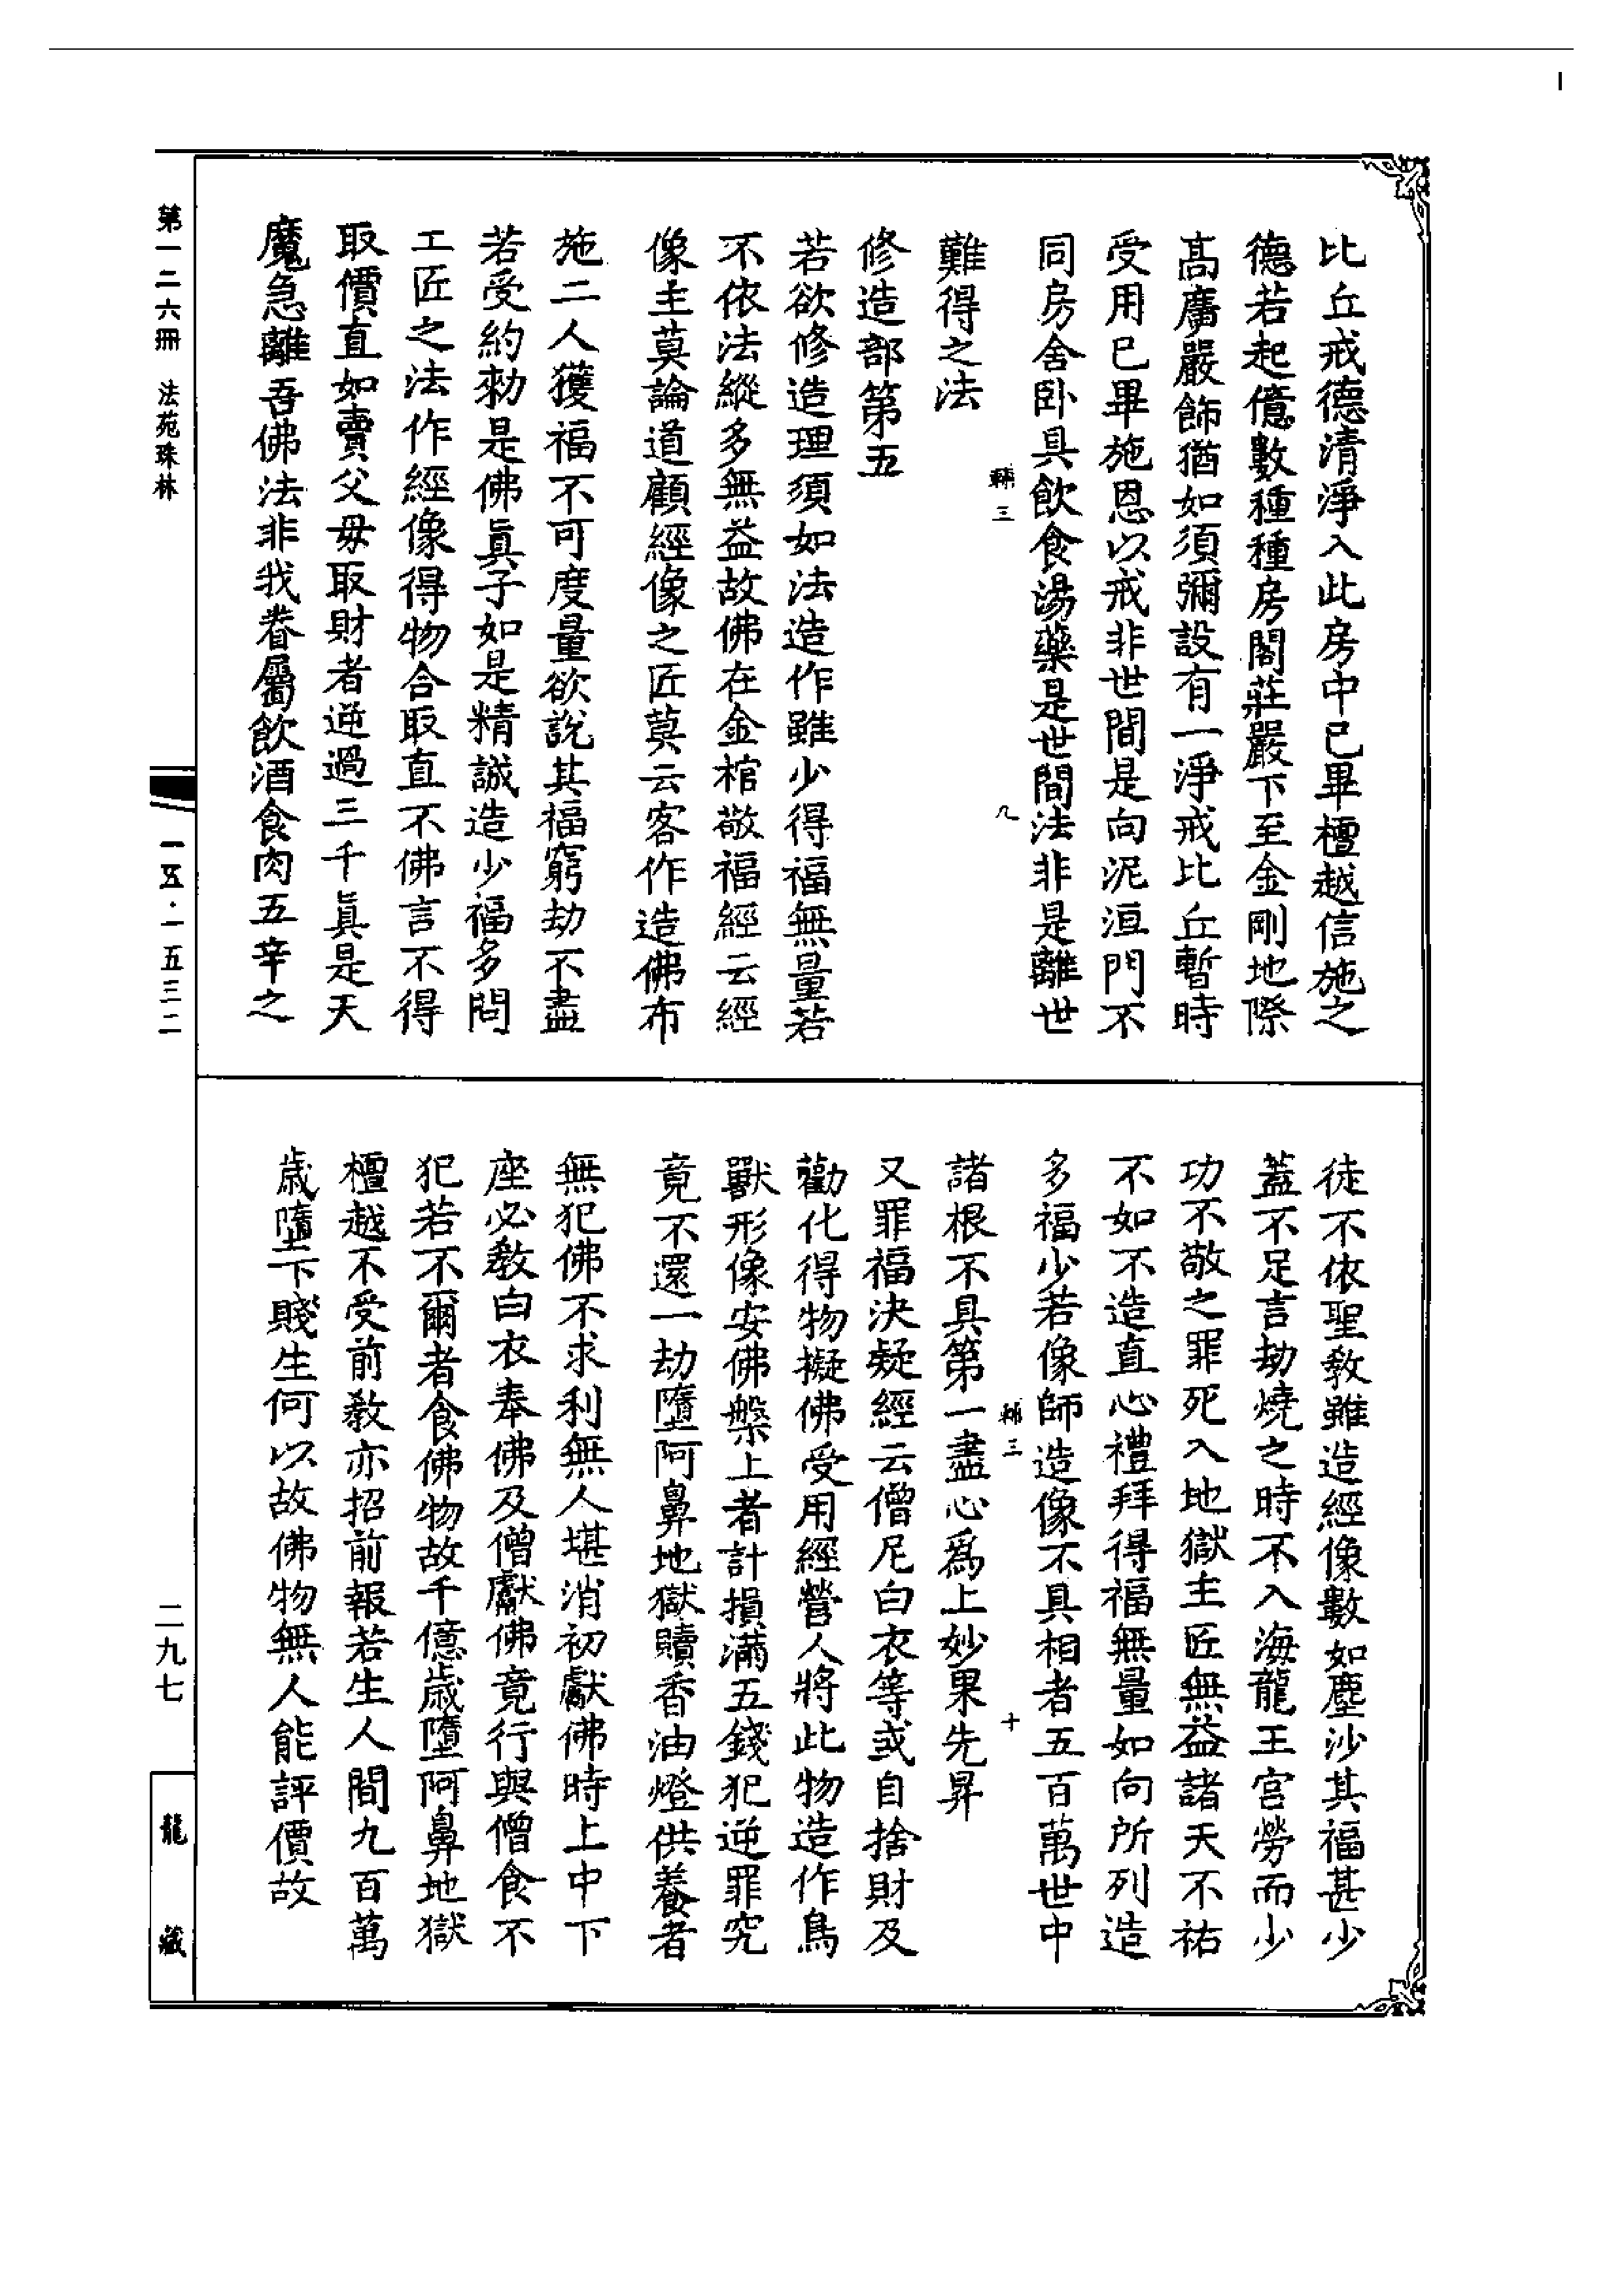 比丘戒德清淨入此房中已畢檀越信施之
德若起億數種種房閣莊嚴下至金剛地際
高廣嚴飾猶如須彌設有一淨戒比丘暫時
受用已畢施恩以戒非世間是向泥洹門不
同房舍卧具飲食湯藥是世間法非是離世
輔三 九
難得之法
修造部第五
若欲修造理須如法造作雖少得福無量若
不依法縱多無益故佛在金棺敬福經云經
像主莫論道顧經像之匠莫云客作造佛布
施二人獲福不可度量欲說其福窮劫不盡
若受約勑是佛眞子如是精誠造少福多問
工匠之法作經像得物合取直不佛言不得
取價直如賣父毋取財者逆過三千眞是天
魔急離吾佛法非我眷屬飲酒食肉五辛之
徒不依聖教雖造經像數如塵沙其福甚少
蓋不足言劫燒之時不入海龍王宮勞而少
功不敬之罪死入地獄主匠無益諸天不祐
不如不造直心禮拜得福無量如向所列造
多福少若像師造像不具相者五百萬世中
輔三 十
諸根不具第一盡心爲上妙果先昇
又罪福決疑經云僧尼白衣等或自捨財及
勸化得物擬佛受用經營人將此物造作鳥
獸形像安佛槃上者計損滿五錢犯逆罪究
竟不還一劫墮阿鼻地獄贖香油燈供養者
無犯佛不求利無人堪消初獻佛時上中下
座必教白衣奉佛及僧獻佛竟行與僧食不
犯若不爾者食佛物故千億歲墮阿鼻地獄
檀越不受前教亦招前報若生人間九百萬
歲墮下賤生何以故佛物無人能評價故
第一二六冊 法苑珠林
一五·一五三二
二九七
龍藏